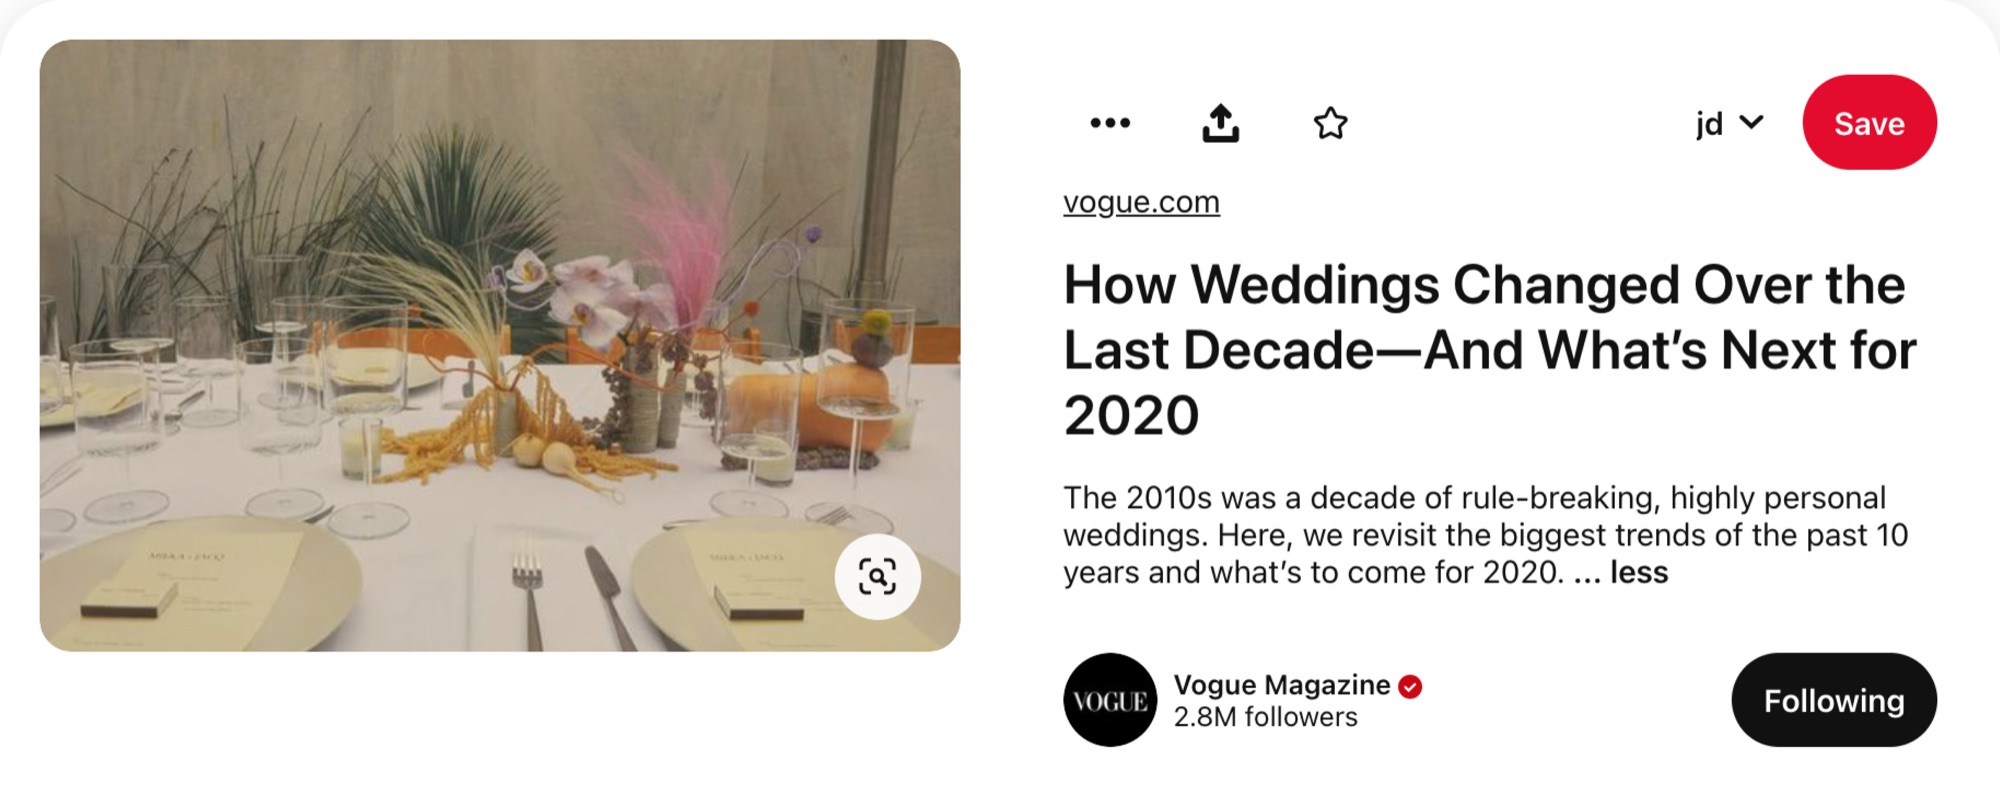 MIRKA + JACQ
jd
Save
vogue.com
How Weddings Changed Over the
Last Decade—And What's Next for
2020
The 2010s was a decade of rule-breaking, highly personal
weddings. Here, we revisit the biggest trends of the past 10
years and what's to come for 2020. ... less
VOGUE
Vogue Magazine
2.8M followers
Following